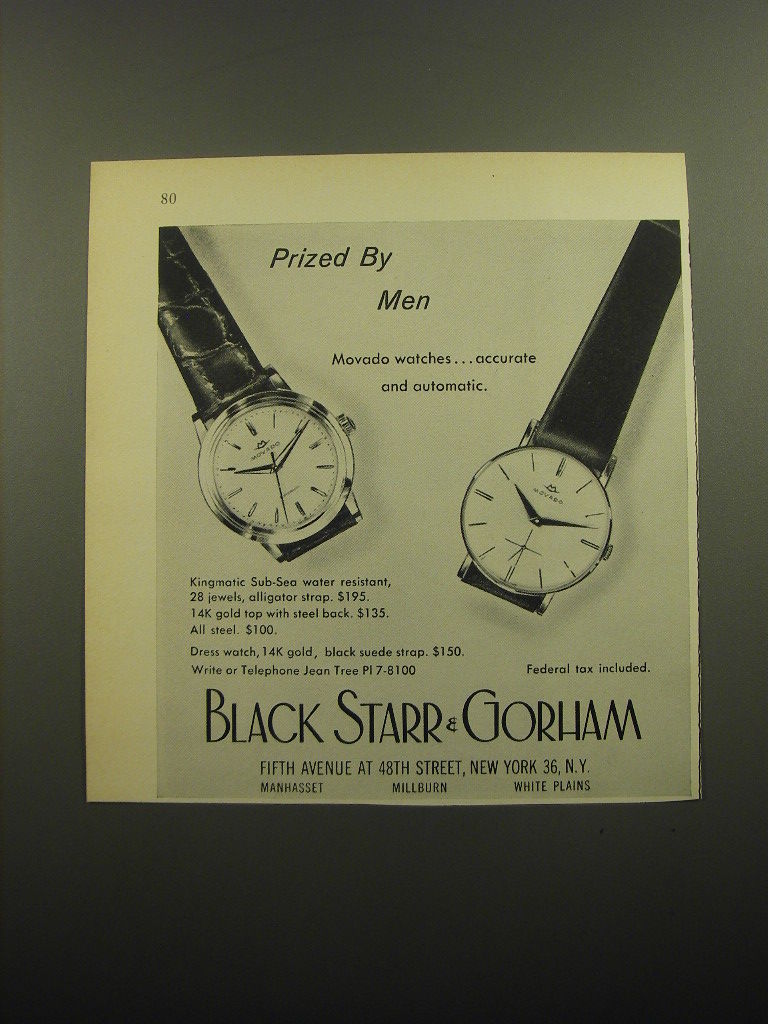 80
Prized By
Men
Movado watches...accurate
and automatic.
MOVADO
MOVADO
Kingmatic Sub-Sea water resistant,
28 jewels, alligator strap. $195.
14K gold top with steel back. $135.
All steel. $100.
Dress watch, 14K gold, black suede strap. $150.
Write or Telephone Jean Tree Pl 7-8100
Federal tax included.
BLACK STARR & GORHAM
FIFTH AVENUE AT 48TH STREET, NEW YORK 36, N.Y.
MANHASSET MILLBURN WHITE PLAINS